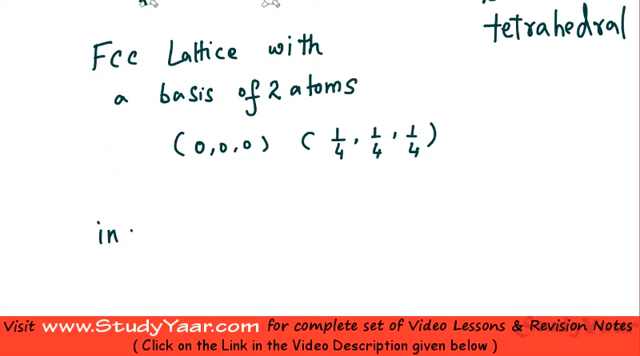 tetrahedral
Fcc Lattice with
a basis of 2 atoms
(0,0,0) (1/4, 1/4, 1/4)
in
Visit www.StudyYaar.com for complete set of Video Lessons & Revision Notes
( Click on the Link in the Video Description given below )